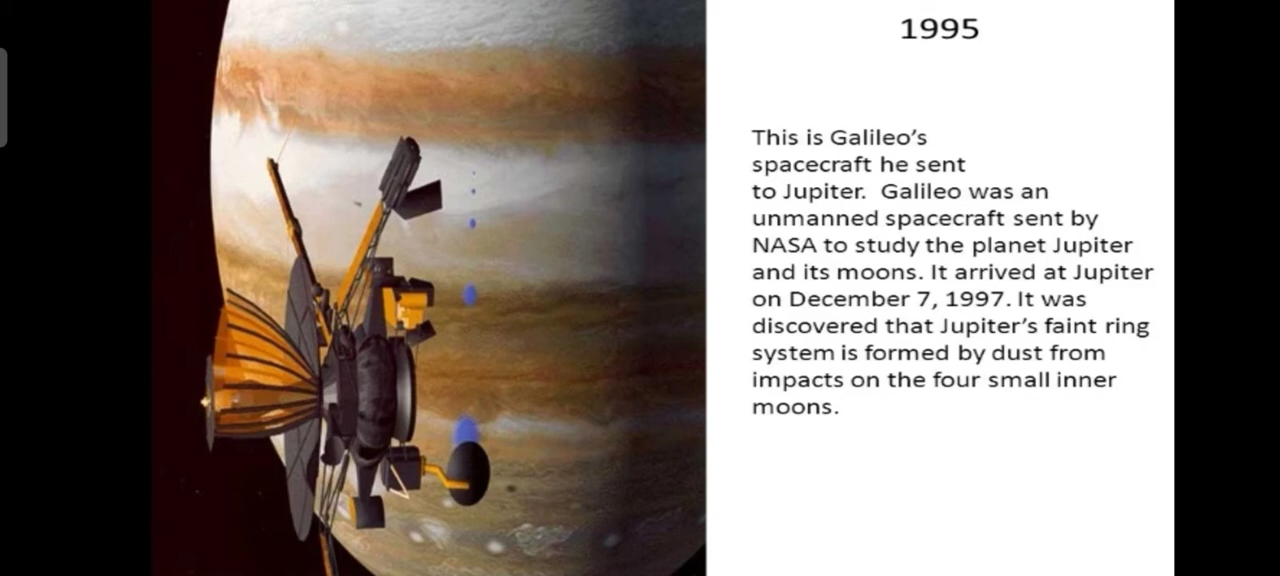 1995
This is Galileo’s
spacecraft he sent
to Jupiter.  Galileo was an
unmanned spacecraft sent by
NASA to study the planet Jupiter
and its moons. It arrived at Jupiter
on December 7, 1997. It was
discovered that Jupiter’s faint ring
system is formed by dust from
impacts on the four small inner
moons.